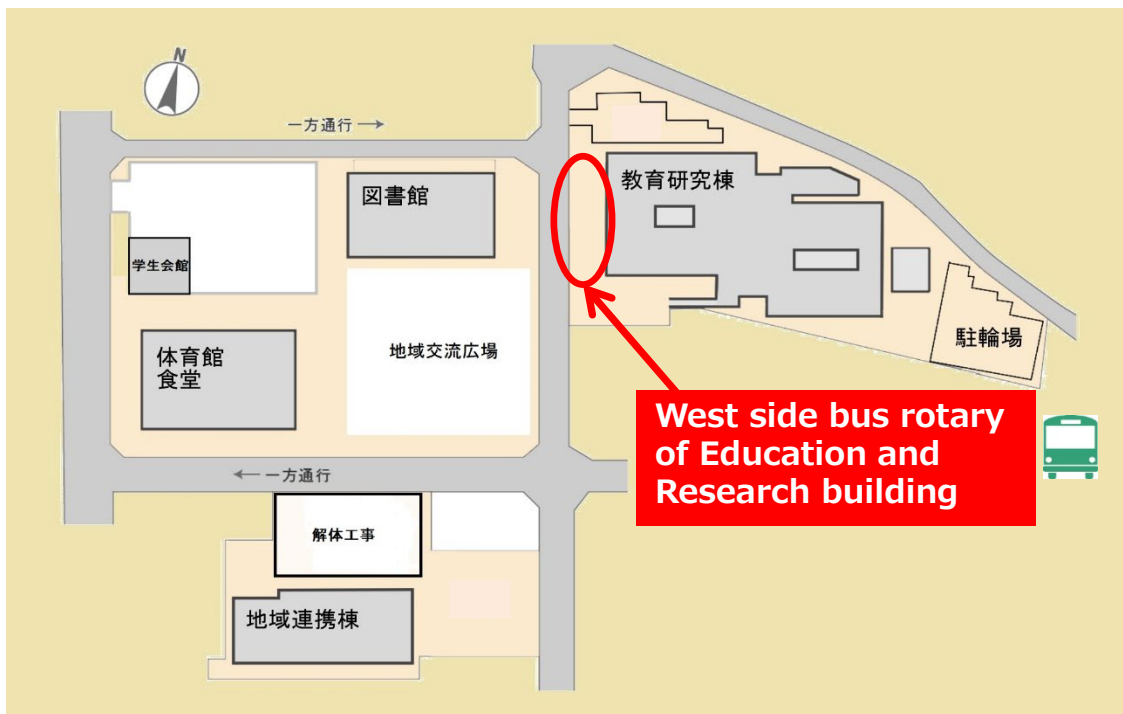 N
一方通行→
教育研究棟
図書館
学生会館
地域交流広場
体育館
食堂
駐輪場
West side bus rotary
of Education and
Research building
←一方通行
解体工事
地域連携棟